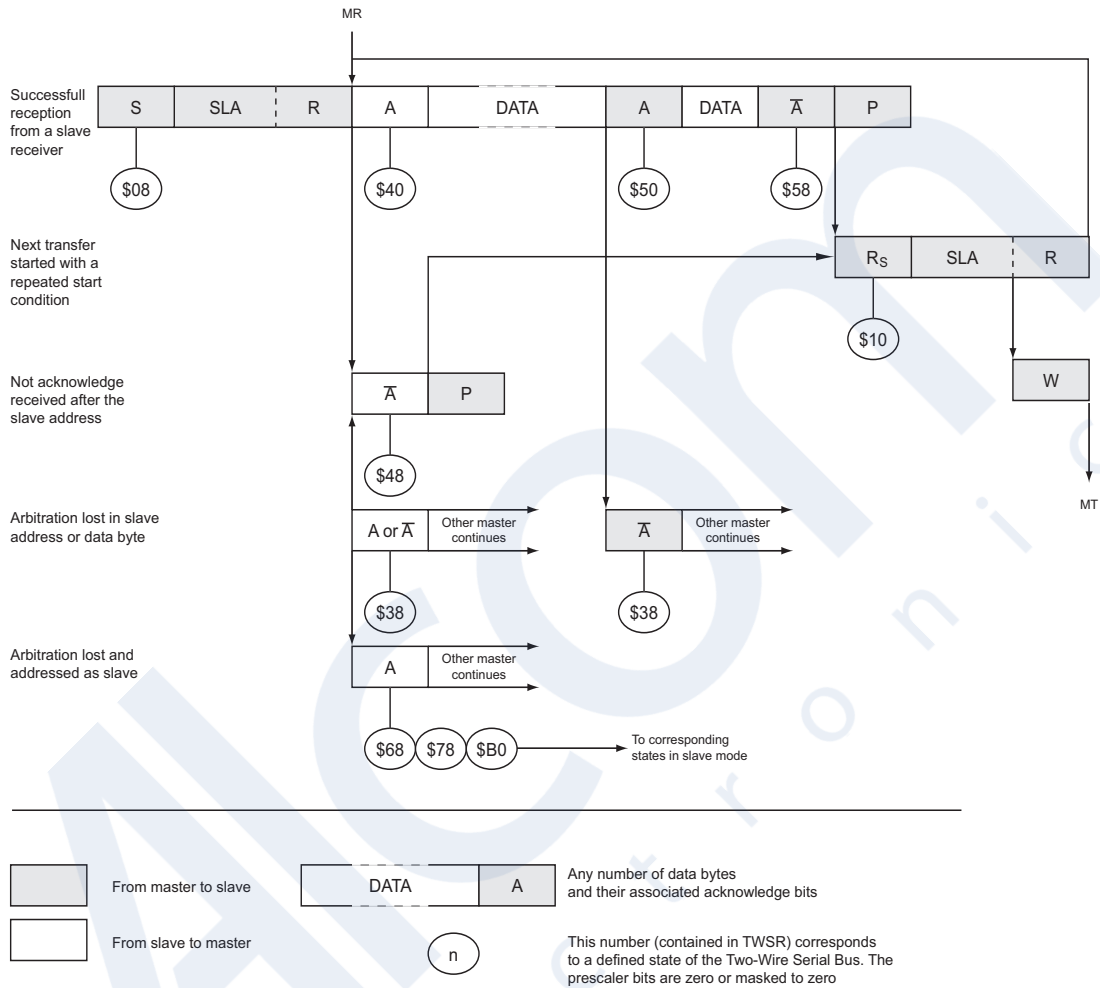 MR
Successfull
reception
from a slave
receiver
S SLA R A DATA A DATA A̅ P
$08 $40 $50 $58
Next transfer
started with a
repeated start
condition
RS SLA R
$10
Not acknowledge
received after the
slave address
A̅ P
W
$48
MT
Arbitration lost in slave
address or data byte
A or A̅ Other master
continues
A̅ Other master
continues
$38 $38
Arbitration lost and
addressed as slave
A Other master
continues
$68 $78 $B0
To corresponding
states in slave mode
From master to slave
DATA A
Any number of data bytes
and their associated acknowledge bits
From slave to master
n
This number (contained in TWSR) corresponds
to a defined state of the Two-Wire Serial Bus. The
prescaler bits are zero or masked to zero
Alcom